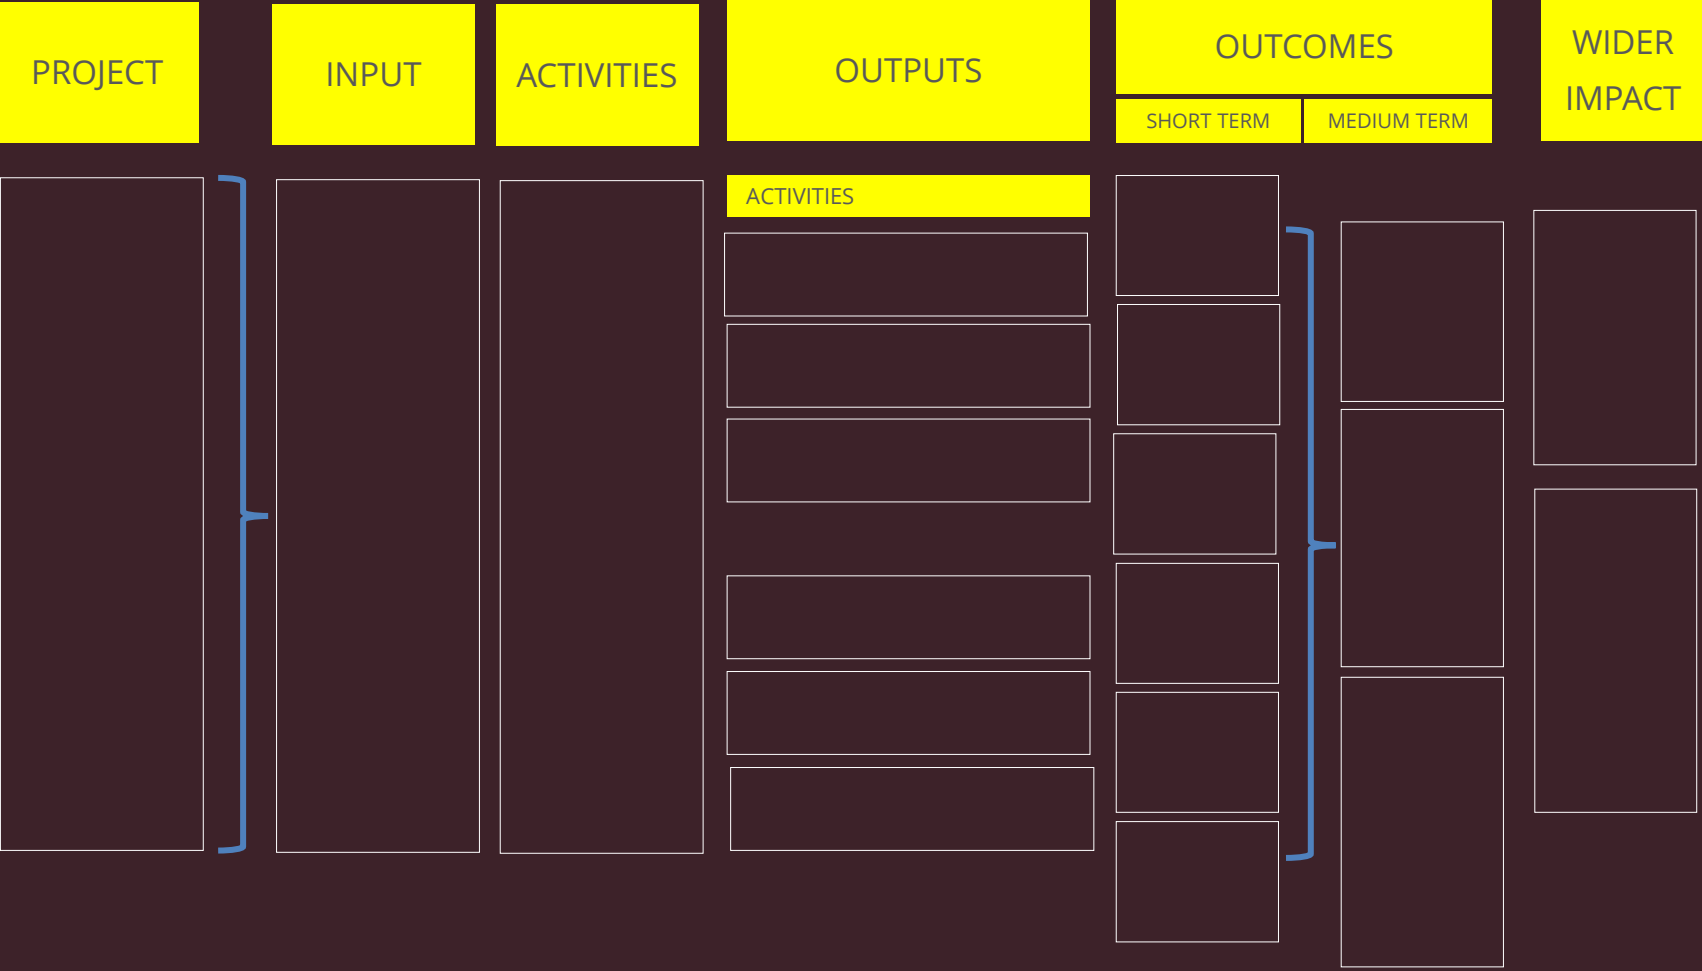 PROJECT
INPUT
ACTIVITIES
OUTPUTS
OUTCOMES
SHORT TERM
MEDIUM TERM
WIDER
IMPACT
ACTIVITIES